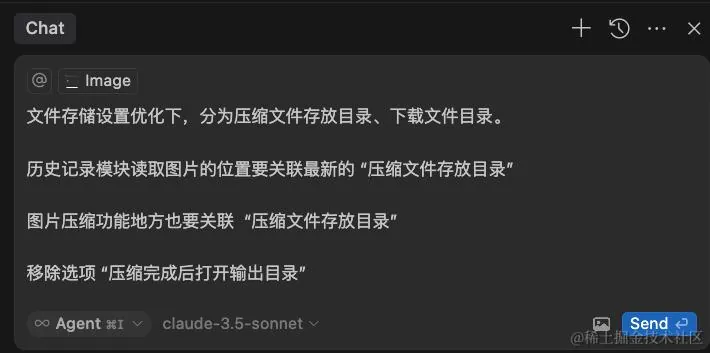 Chat
@ Image
文件存储设置优化下，分为压缩文件存放目录、下载文件目录。
历史记录模块读取图片的位置要关联最新的 “压缩文件存放目录”
图片压缩功能地方也要关联 “压缩文件存放目录”
移除选项 “压缩完成后打开输出目录”
∞ Agent ⌘I claude-3.5-sonnet Send
@稀土掘金技术社区